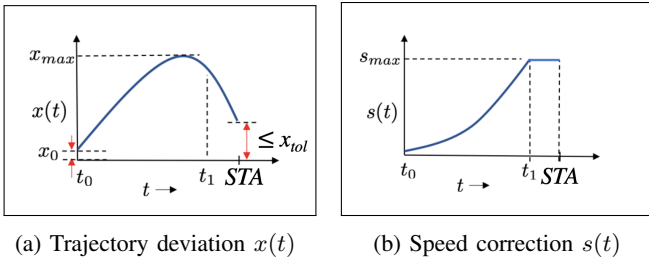 x_max
x(t)
x_0
t_0
t →
t_1
STA
≤ x_tol
(a) Trajectory deviation x(t)
s_max
s(t)
t_0
t →
t_1
STA
(b) Speed correction s(t)